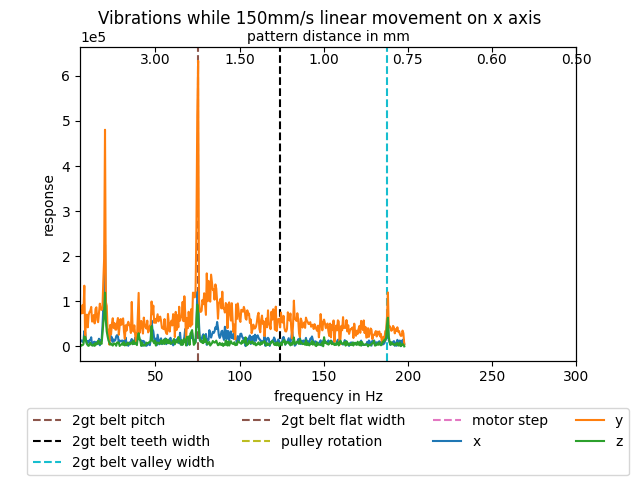 Vibrations while 150mm/s linear movement on x axis
pattern distance in mm
1e5
3.00 1.50 1.00 0.75 0.60 0.50
6
5
4
3
2
1
0
response
50 100 150 200 250 300
frequency in Hz
2gt belt pitch
2gt belt teeth width
2gt belt valley width
2gt belt flat width
pulley rotation
motor step
x
y
z